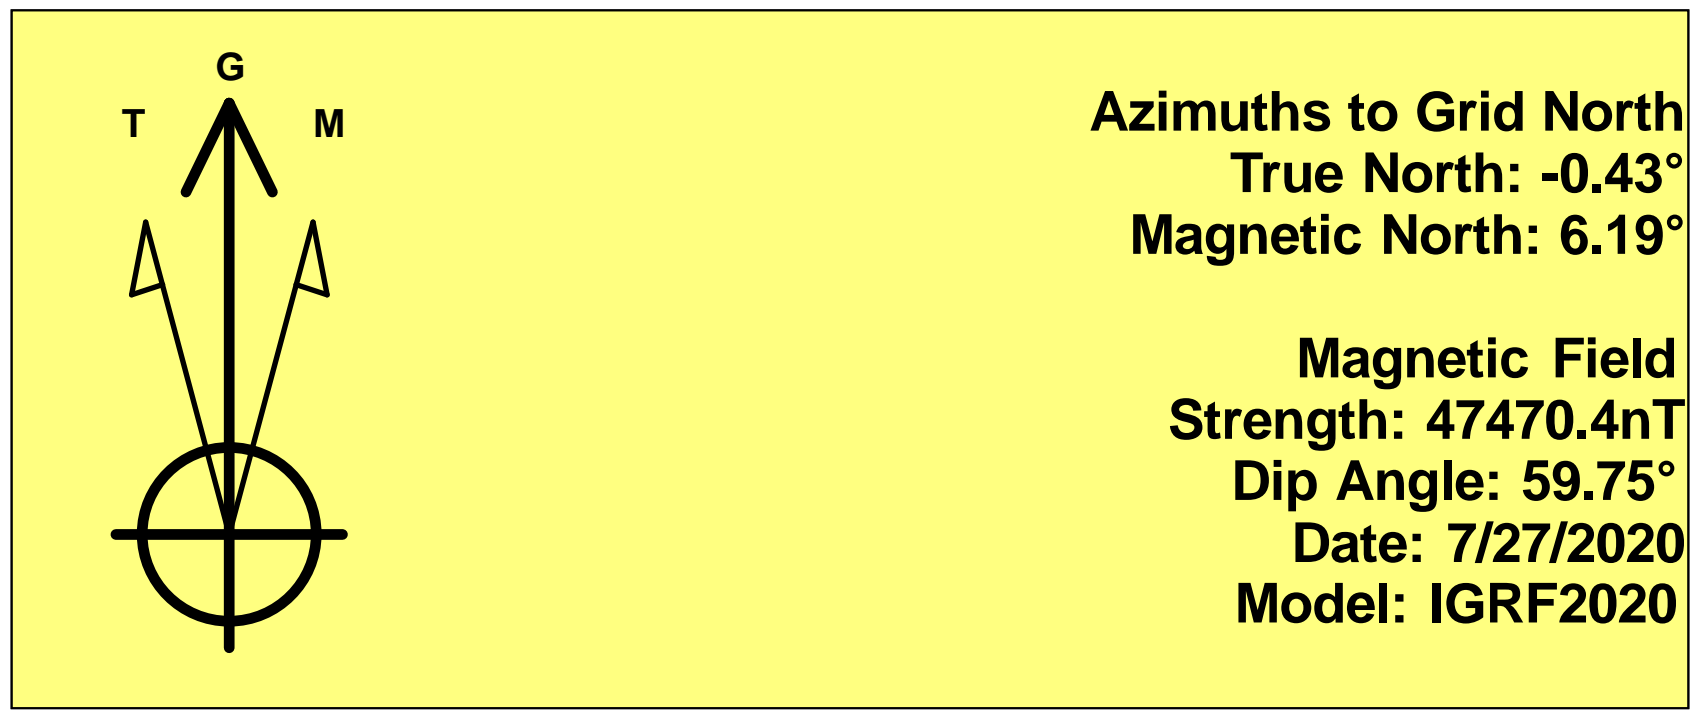 G
T M
Azimuths to Grid North
True North: -0.43°
Magnetic North: 6.19°
Magnetic Field
Strength: 47470.4nT
Dip Angle: 59.75°
Date: 7/27/2020
Model: IGRF2020